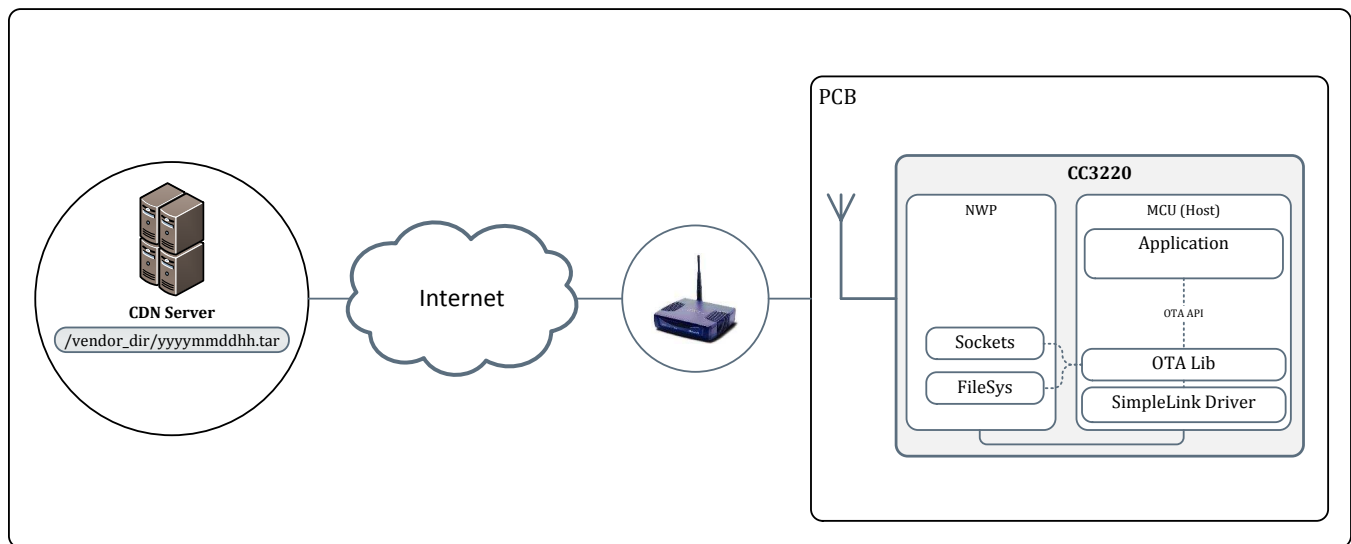 PCB
CC3220
NWP
MCU (Host)
Application
Internet
OTA API
CDN Server
/vendor_dir/yyyymmddhh.tar
Sockets
OTA Lib
FileSys
SimpleLink Driver